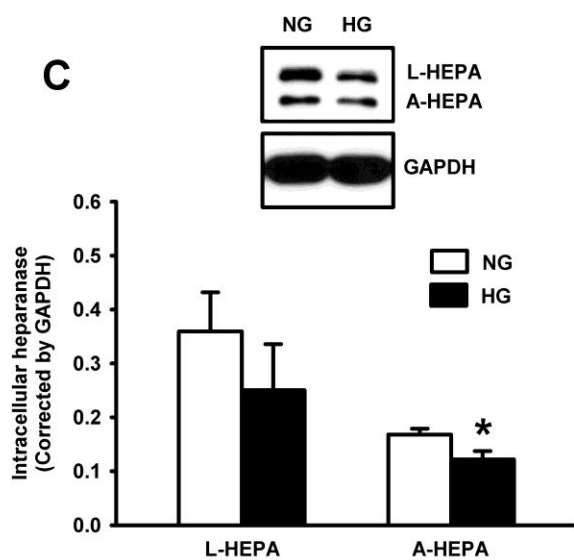 NG HG
C
L-HEPA
A-HEPA
GAPDH
0.6
0.5
0.4
0.3
0.2
0.1
0.0
Intracellular heparanase
(Corrected by GAPDH)
NG
HG
*
L-HEPA A-HEPA